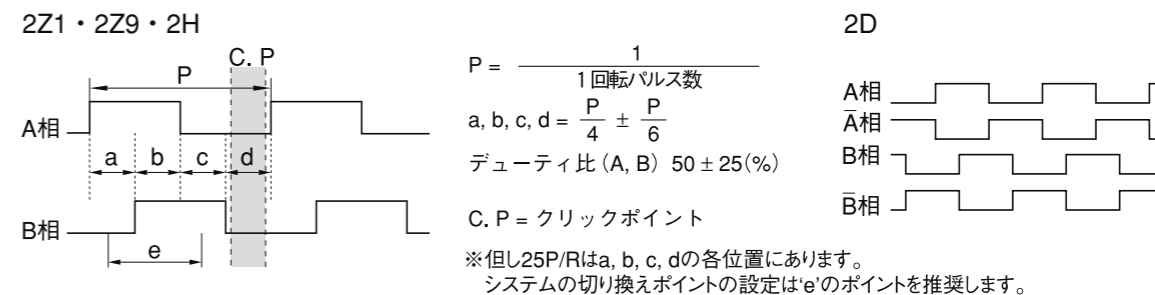 2Z1・2Z9・2H
C. P
P
A相
a b c d
B相
e
P = 1 / 1回転パルス数
a, b, c, d = P/4 ± P/6
デューティ比 (A, B) 50 ± 25(%)
C. P = クリックポイント
※但し25P/Rはa, b, c, dの各位置にあります。
システムの切り換えポイントの設定は‘e’のポイントを推奨します。
2D
A相
A̅相
B相
B̅相